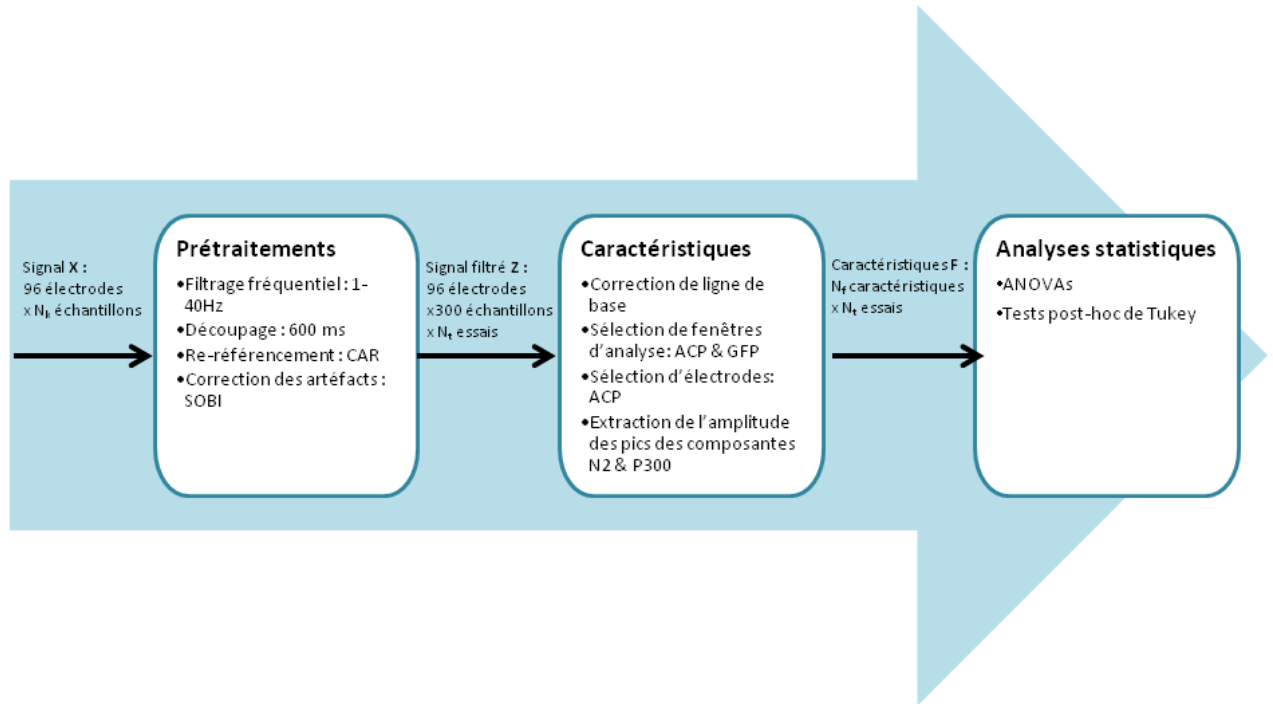 Signal X :
96 électrodes
x Nₕ échantillons
Prétraitements
•Filtrage fréquentiel : 1-
40Hz
•Découpage : 600 ms
•Re-référencement : CAR
•Correction des artéfacts :
SOBI
Signal filtré Z :
96 électrodes
x300 échantillons
x Nₜ essais
Caractéristiques
•Correction de ligne de
base
•Sélection de fenêtres
d'analyse: ACP & GFP
•Sélection d'électrodes:
ACP
•Extraction de l'amplitude
des pics des composantes
N2 & P300
Caractéristiques F :
N_f caractéristiques
x Nₜ essais
Analyses statistiques
•ANOVAs
•Tests post-hoc de Tukey